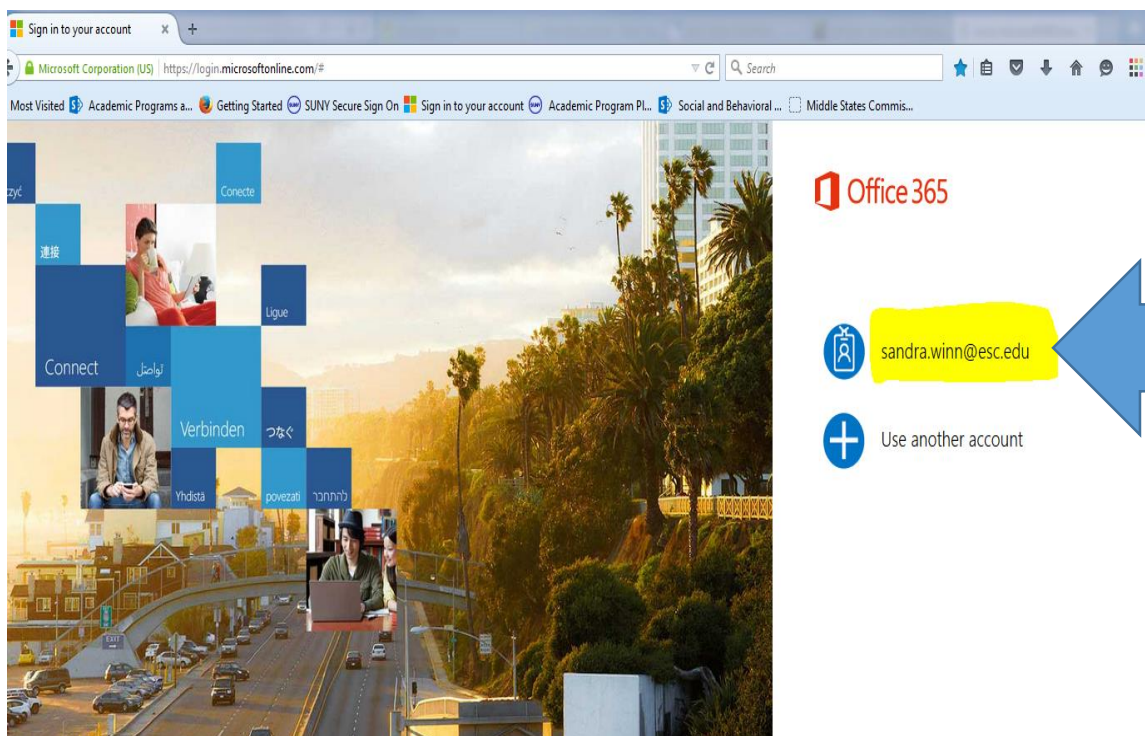 Sign in to your account
Microsoft Corporation (US) https://login.microsoftonline.com/#
Search
Most Visited Academic Programs a... Getting Started SUNY Secure Sign On Sign in to your account Academic Program Pl... Social and Behavioral ... Middle States Commis...
Conecte
連接
Ligue
Connect
تواصَل
Verbinden
つなぐ
Yhdistä
povezati
להתחבר
EXIT
Office 365
sandra.winn@esc.edu
Use another account